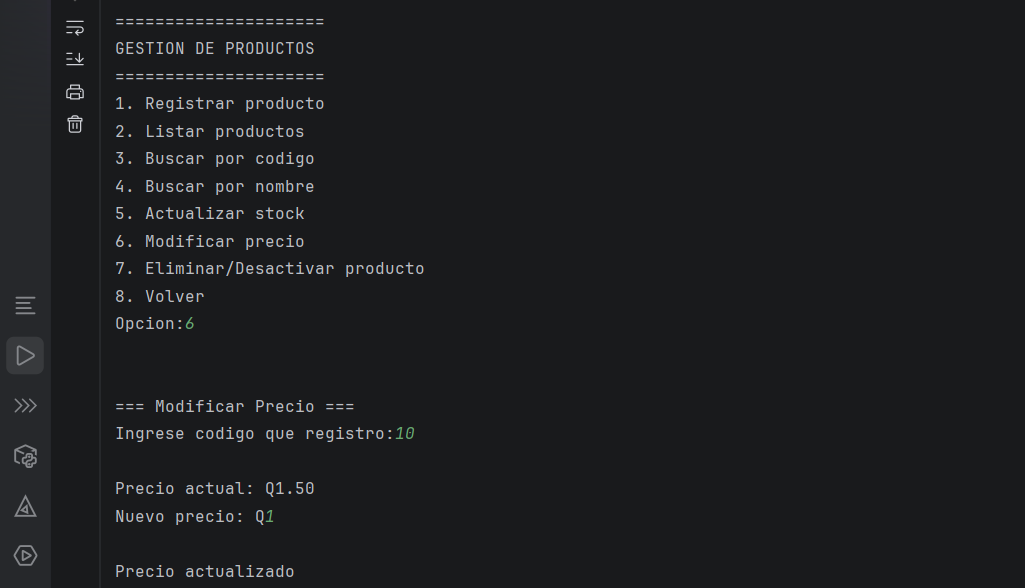 =====================
GESTION DE PRODUCTOS
=====================
1. Registrar producto
2. Listar productos
3. Buscar por codigo
4. Buscar por nombre
5. Actualizar stock
6. Modificar precio
7. Eliminar/Desactivar producto
8. Volver
Opcion:6
=== Modificar Precio ===
Ingrese codigo que registro:10
Precio actual: Q1.50
Nuevo precio: Q1
Precio actualizado